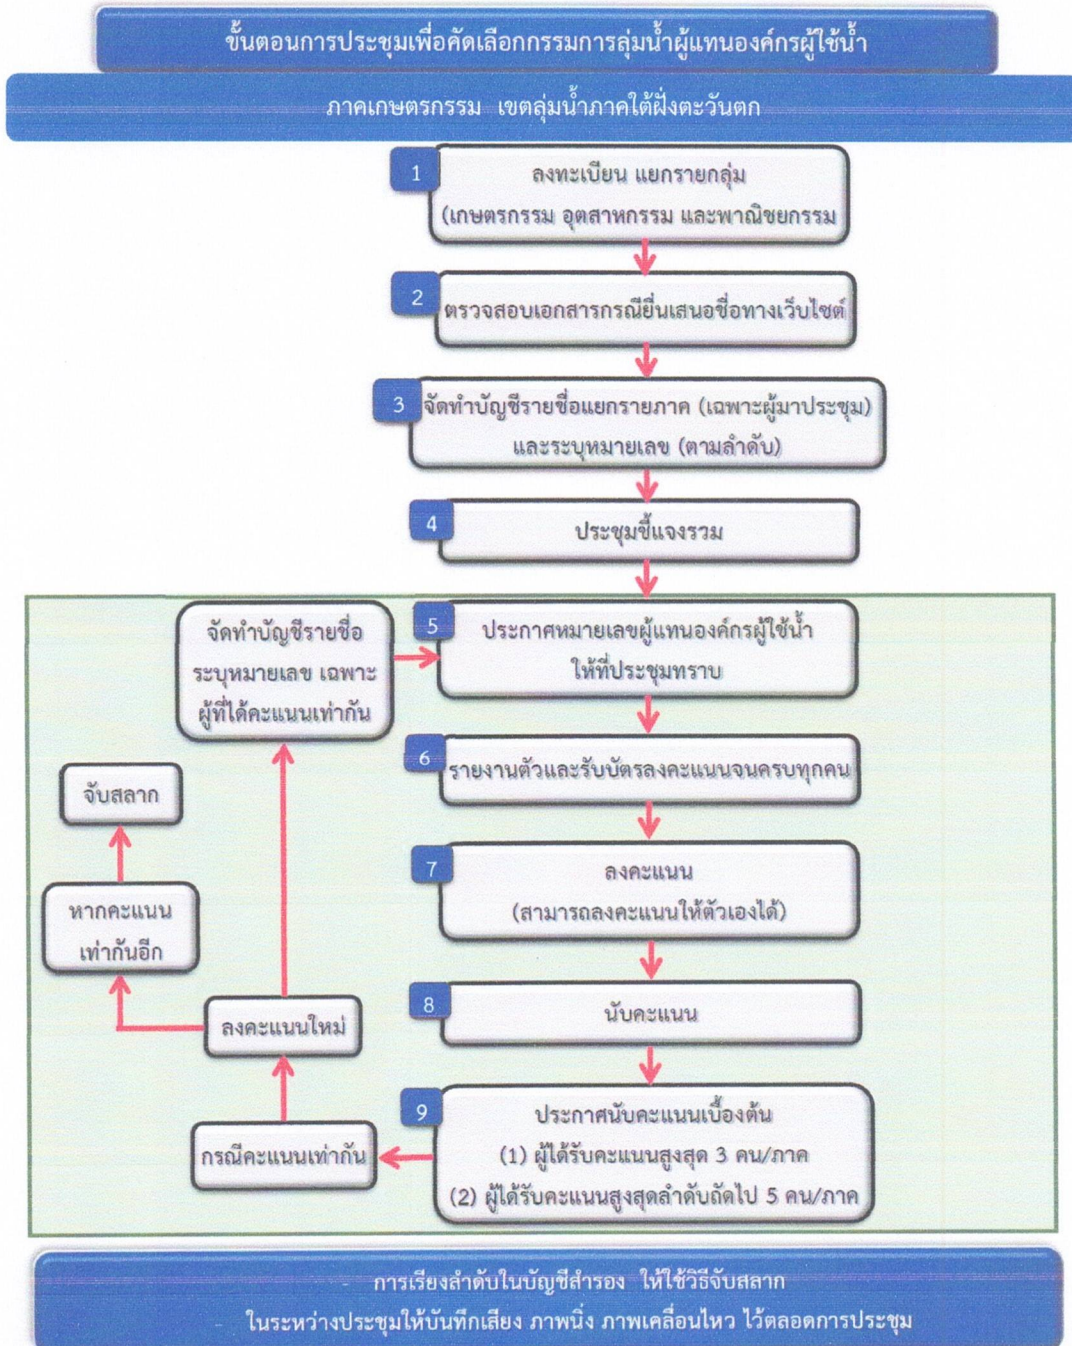 ขั้นตอนการประชุมเพื่อคัดเลือกกรรมการลุ่มน้ำผู้แทนองค์กรผู้ใช้น้ำ
ภาคเกษตรกรรม เขตลุ่มน้ำภาคใต้ฝั่งตะวันตก
1
ลงทะเบียน แยกรายกลุ่ม
(เกษตรกรรม อุตสาหกรรม และพาณิชยกรรม
2
ตรวจสอบเอกสารกรณียื่นเสนอชื่อทางเว็บไซต์
3
จัดทำบัญชีรายชื่อแยกรายภาค (เฉพาะผู้มาประชุม)
และระบุหมายเลข (ตามลำดับ)
4
ประชุมชี้แจงรวม
5
ประกาศหมายเลขผู้แทนองค์กรผู้ใช้น้ำ
ให้ที่ประชุมทราบ
6
รายงานตัวและรับบัตรลงคะแนนจนครบทุกคน
7
ลงคะแนน
(สามารถลงคะแนนให้ตัวเองได้)
8
นับคะแนน
9
ประกาศนับคะแนนเบื้องต้น
(1) ผู้ได้รับคะแนนสูงสุด 3 คน/ภาค
(2) ผู้ได้รับคะแนนสูงสุดลำดับถัดไป 5 คน/ภาค
กรณีคะแนนเท่ากัน
ลงคะแนนใหม่
จัดทำบัญชีรายชื่อ
ระบุหมายเลข เฉพาะ
ผู้ที่ได้คะแนนเท่ากัน
หากคะแนน
เท่ากันอีก
จับสลาก
- การเรียงลำดับในบัญชีสำรอง ให้ใช้วิธีจับสลาก
- ในระหว่างประชุมให้บันทึกเสียง ภาพนิ่ง ภาพเคลื่อนไหว ไว้ตลอดการประชุม